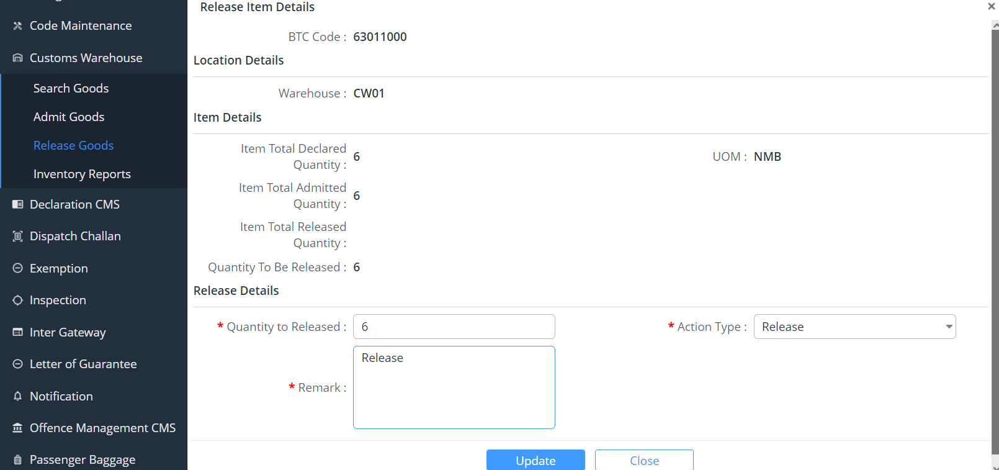 Code Maintenance
Customs Warehouse
Search Goods
Admit Goods
Release Goods
Inventory Reports
Declaration CMS
Dispatch Challan
Exemption
Inspection
Inter Gateway
Letter of Guarantee
Notification
Offence Management CMS
Passenger Baggage
Release Item Details
BTC Code : 63011000
Location Details
Warehouse : CW01
Item Details
Item Total Declared
Quantity : 6
UOM : NMB
Item Total Admitted
Quantity : 6
Item Total Released
Quantity :
Quantity To Be Released : 6
Release Details
* Quantity to Released : 6
* Action Type : Release
* Remark : Release
Update
Close